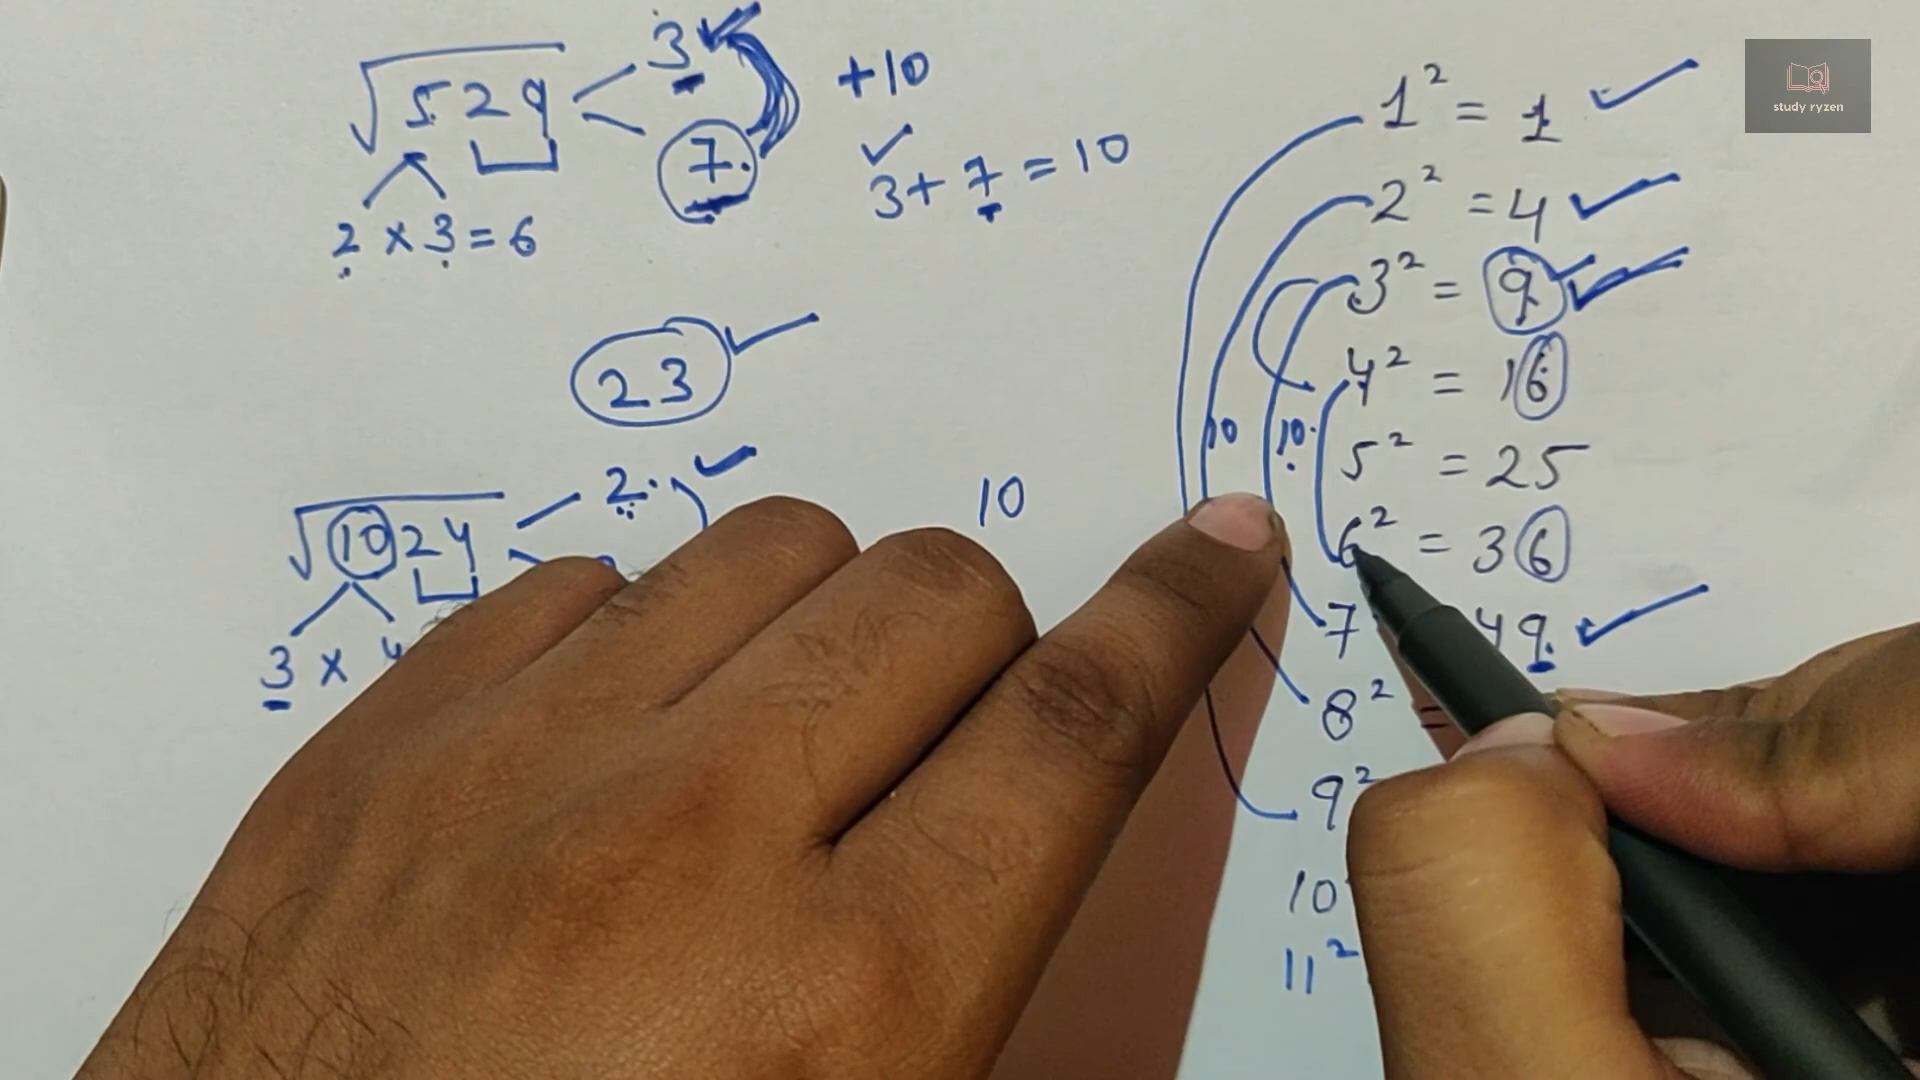 √529 < 3
7.
+10
3 + 7 = 10
2 × 3 = 6
23
√1024 2.
3 × 4
10
1² = 1
2² = 4
3² = 9
4² = 16
5² = 25
6² = 36
7 49.
8² =
9²
10
11²
10 10.
study ryzen